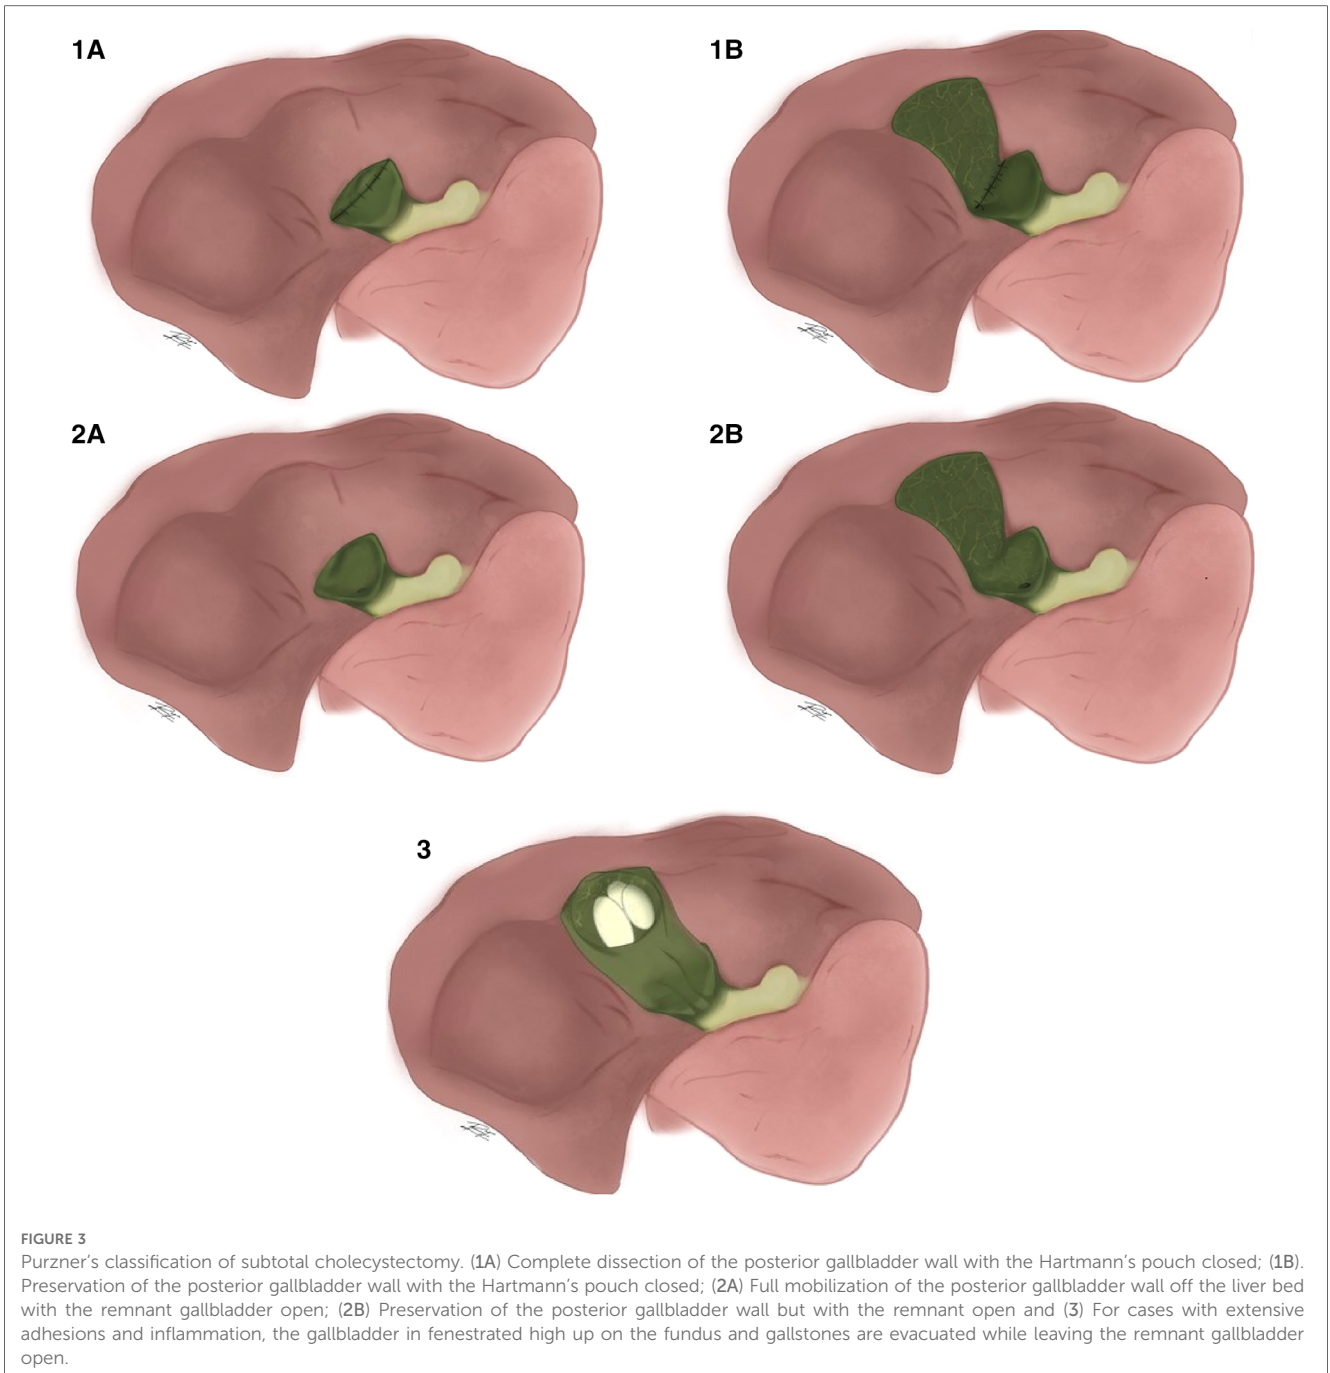 1A
1B
2A
2B
3
FIGURE 3
Purzner’s classification of subtotal cholecystectomy. (1A) Complete dissection of the posterior gallbladder wall with the Hartmann’s pouch closed; (1B).
Preservation of the posterior gallbladder wall with the Hartmann’s pouch closed; (2A) Full mobilization of the posterior gallbladder wall off the liver bed
with the remnant gallbladder open; (2B) Preservation of the posterior gallbladder wall but with the remnant open and (3) For cases with extensive
adhesions and inflammation, the gallbladder in fenestrated high up on the fundus and gallstones are evacuated while leaving the remnant gallbladder
open.